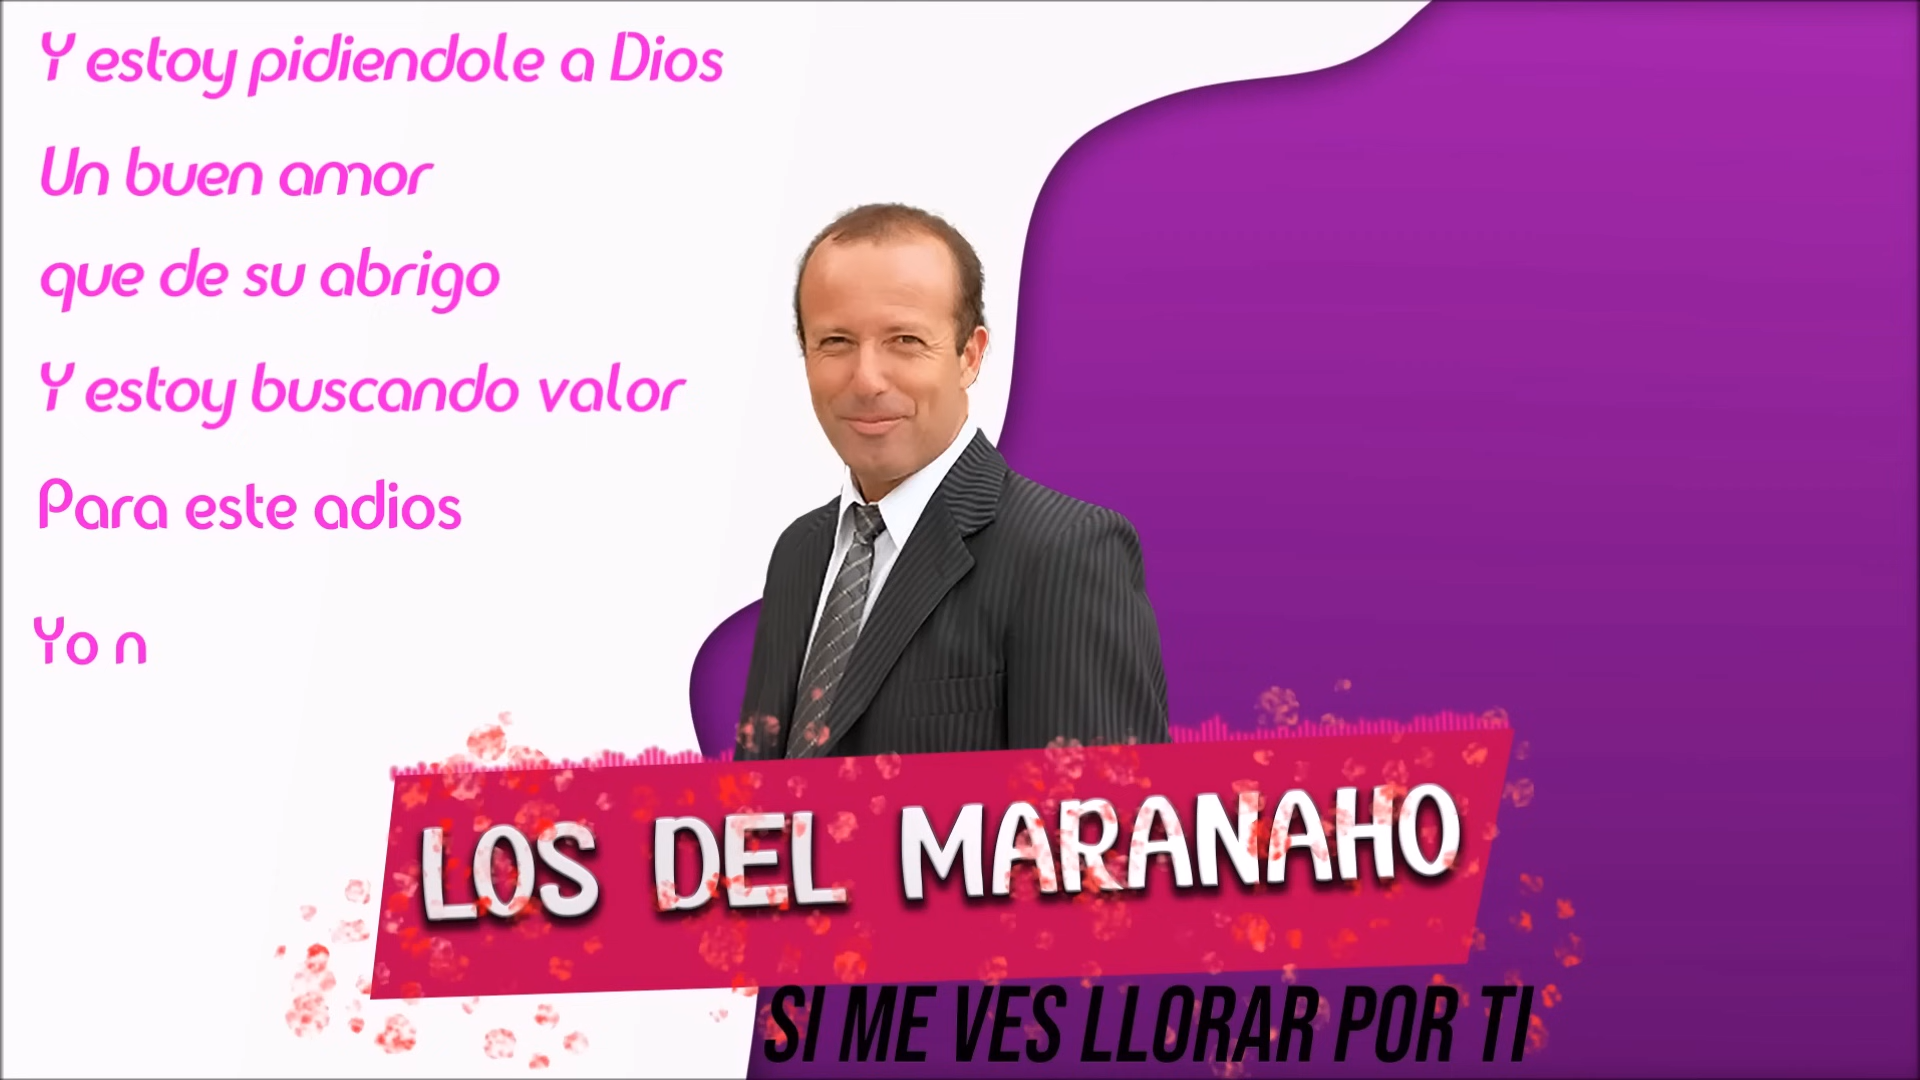 Y estoy pidiendole a Dios
Un buen amor
que de su abrigo
Y estoy buscando valor
Para este adios
Yo n
LOS DEL MARANAHO
SI ME VES LLORAR POR TI